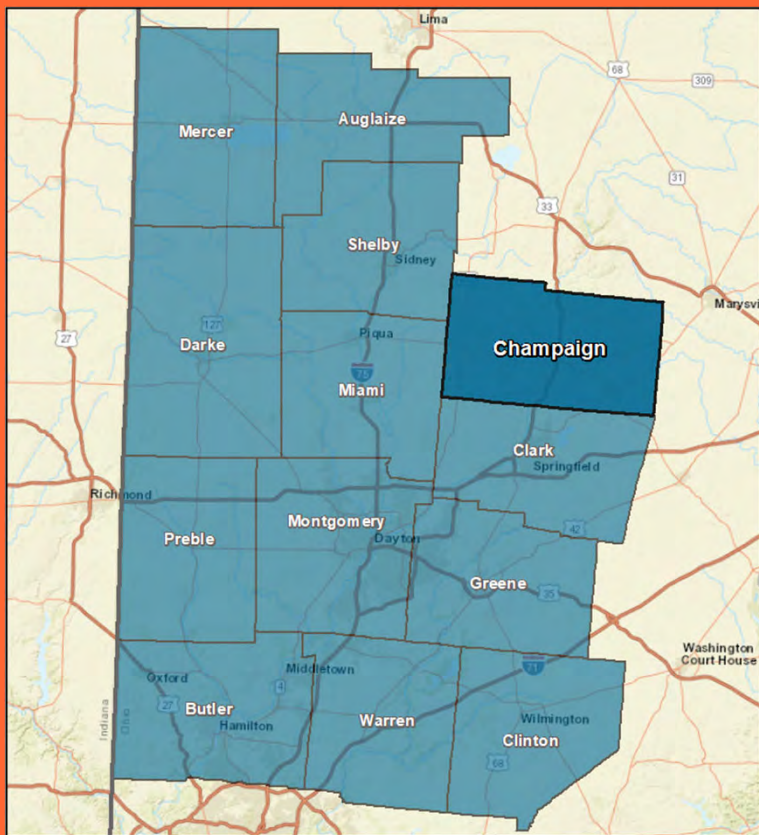 Lima
68
309
Mercer
Auglaize
31
33
Shelby
Sidney
Marysvi
127
Piqua
27
Darke
Champaign
75
Miami
Clark
Springfield
Richmond
Montgomery
42
Preble
Dayton
Greene
35
Washington
Court House
71
Middletown
Oxford
4
27
Butler
Indiana
Ohio
Hamilton
Warren
Wilmington
Clinton
68